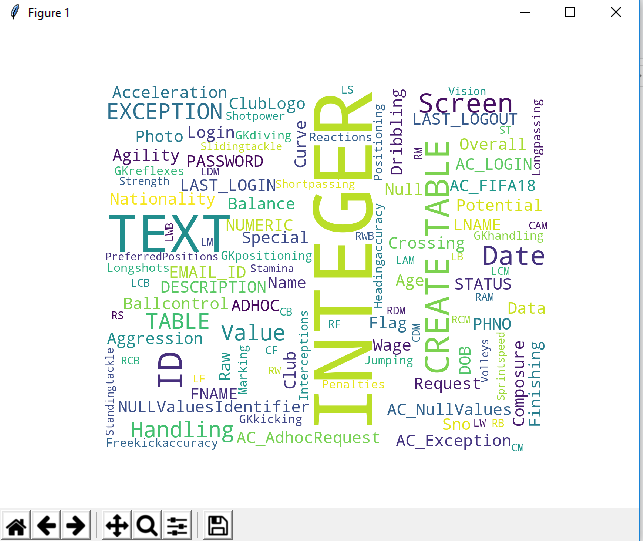 Figure 1
Acceleration
LS
Vision
EXCEPTION
ClubLogo
Screen
Shotpower
Positioning
Dribbling
LAST_LOGOUT
Longpassing
Photo
Login
GKdiving
Curve
Reactions
ST
Slidingtackle
RW
Overall
Agility
PASSWORD
AC_LOGIN
GKreflexes
LDM
Strength
LAST_LOGIN
Shortpassing
Null
AC_FIFA18
Nationality
Balance
INTEGER
CREATE TABLE
Potential
TEXT
LWB
LM
NUMERIC
Special
RWB
Headingaccuracy
Crossing
LNAME
CAM
GKhandling
PreferredPositions
GKpositioning
LAM
LB
Date
Longshots
EMAIL_ID
Stamina
LCM
LCB
DESCRIPTION
Name
Age
STATUS
RAM
Ballcontrol
ADHOC
CB
RDM
Data
RS
TABLE
Value
RF
Flag
CDM
RCM
PHNO
Aggression
Interceptions
Wage
DOB
Volleys
Sprintspeed
Composure
Finishing
Standingtackle
RCB
ID
Raw
Marking
CF
Club
Jumping
LF
RW
Penalties
Request
FNAME
NULLValuesIdentifier
AC_NullValues
GKkicking
Sno
LW
RB
Handling
AC_AdhocRequest
AC_Exception
CM
Freekickaccuracy